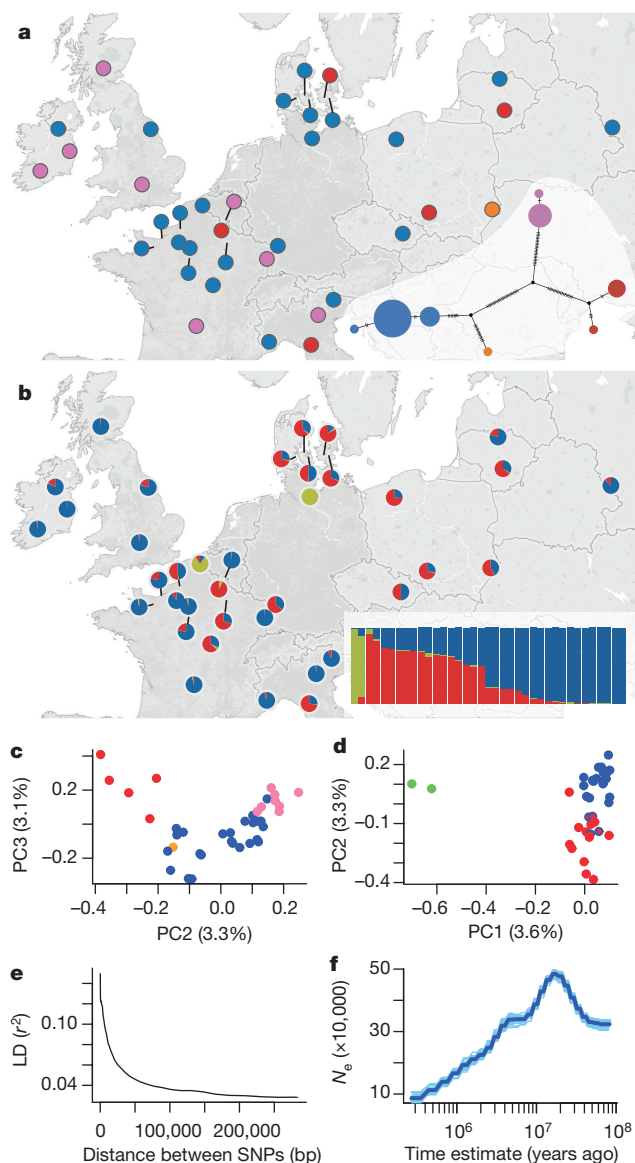 a
b
c
PC3 (3.1%)
0.2
−0.2
−0.4
−0.2
0.0
0.2
PC2 (3.3%)
d
PC2 (3.3%)
0.2
−0.1
−0.4
−0.6
−0.4
−0.2
0.0
PC1 (3.6%)
e
LD (r²)
0.10
0.04
0
100,000
200,000
Distance between SNPs (bp)
f
Nₑ (×10,000)
50
30
10
10⁶
10⁷
10⁸
Time estimate (years ago)